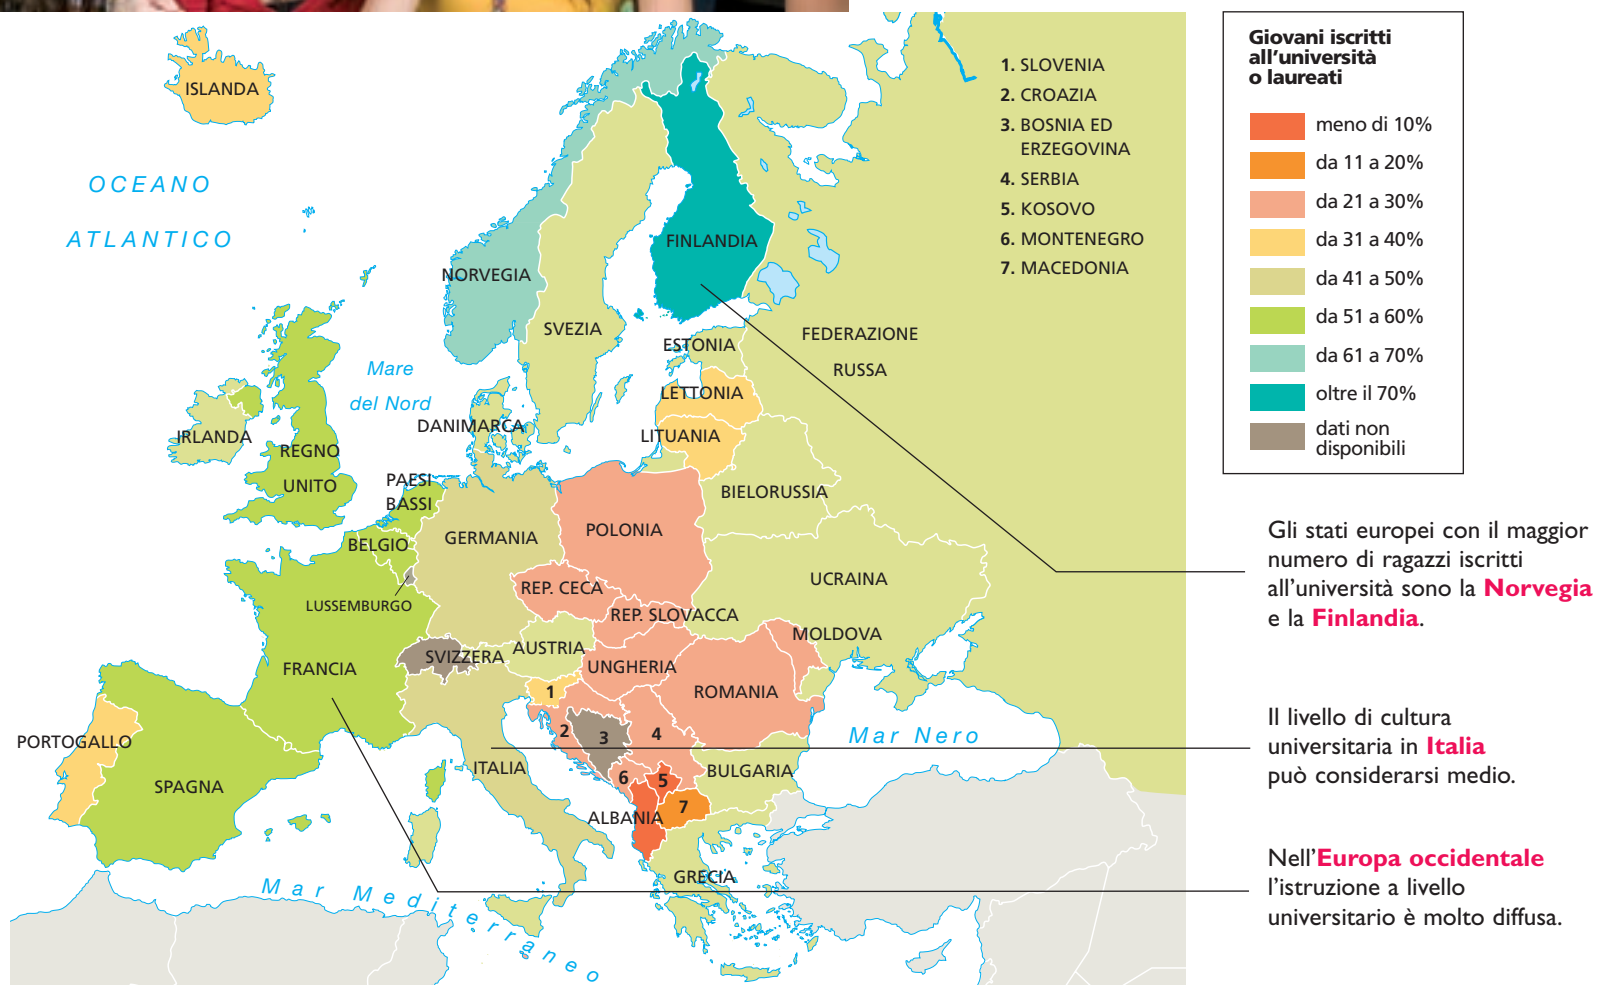 ISLANDA
OCEANO
ATLANTICO
NORVEGIA
FINLANDIA
SVEZIA
ESTONIA
LETTONIA
LITUANIA
FEDERAZIONE
RUSSA
Mare
del Nord
DANIMARCA
IRLANDA
REGNO
UNITO
PAESI
BASSI
BELGIO
LUSSEMBURGO
GERMANIA
POLONIA
BIELORUSSIA
REP. CECA
REP. SLOVACCA
UCRAINA
MOLDOVA
AUSTRIA
SVIZZERA
UNGHERIA
ROMANIA
FRANCIA
PORTOGALLO
SPAGNA
ITALIA
1
2
3
4
5
6
7
BULGARIA
ALBANIA
GRECIA
Mar Nero
Mar Mediterraneo
1. SLOVENIA
2. CROAZIA
3. BOSNIA ED
ERZEGOVINA
4. SERBIA
5. KOSOVO
6. MONTENEGRO
7. MACEDONIA
Giovani iscritti
all'università
o laureati
meno di 10%
da 11 a 20%
da 21 a 30%
da 31 a 40%
da 41 a 50%
da 51 a 60%
da 61 a 70%
oltre il 70%
dati non
disponibili
Gli stati europei con il maggior
numero di ragazzi iscritti
all'università sono la Norvegia
e la Finlandia.
Il livello di cultura
universitaria in Italia
può considerarsi medio.
Nell'Europa occidentale
l'istruzione a livello
universitario è molto diffusa.